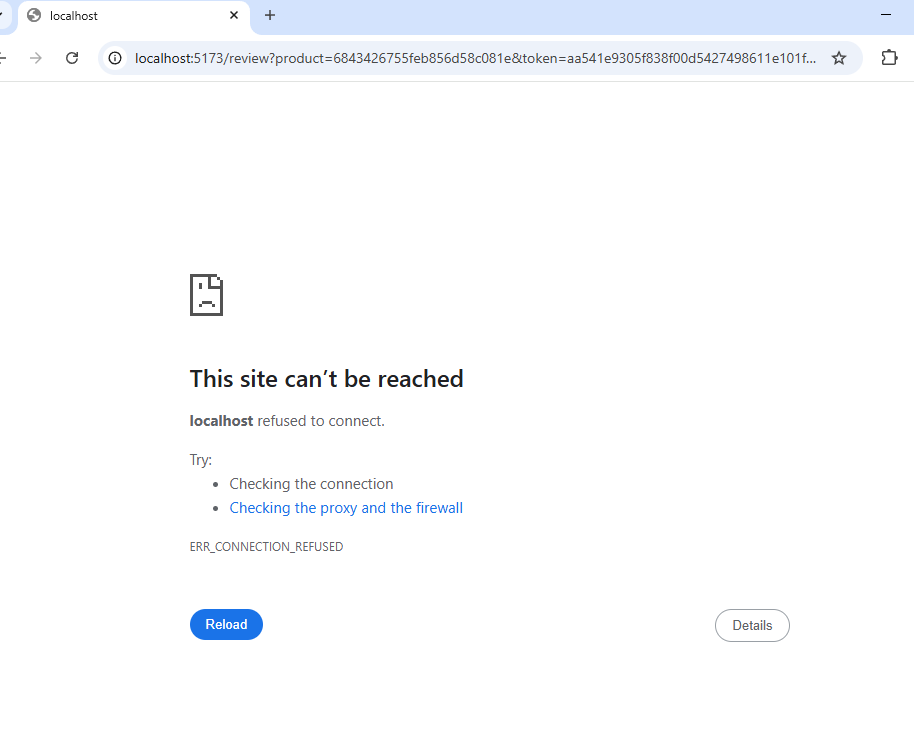 localhost
localhost:5173/review?product=6843426755feb856d58c081e&token=aa541e9305f838f00d5427498611e101f...
This site can’t be reached
localhost refused to connect.
Try:
• Checking the connection
• Checking the proxy and the firewall
ERR_CONNECTION_REFUSED
Reload
Details